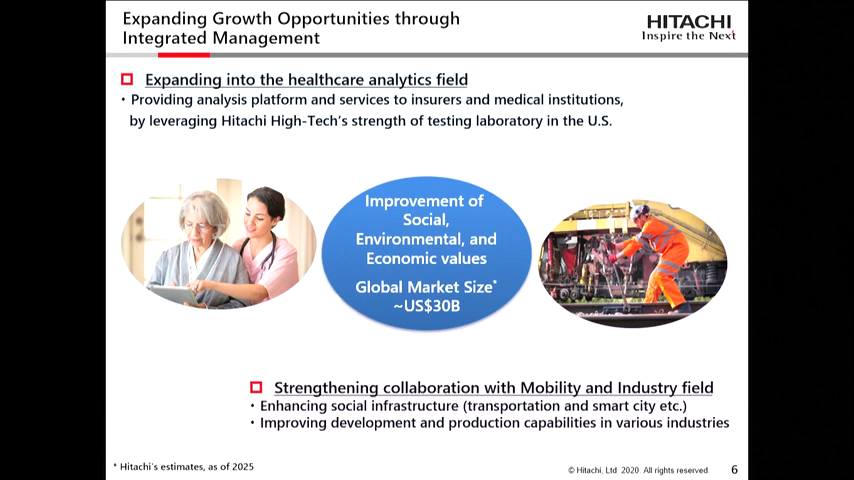 Expanding Growth Opportunities through
Integrated Management
HITACHI
Inspire the Next
Expanding into the healthcare analytics field
・Providing analysis platform and services to insurers and medical institutions,
by leveraging Hitachi High-Tech's strength of testing laboratory in the U.S.
Improvement of
Social,
Environmental, and
Economic values
Global Market Size*
~US$30B
Strengthening collaboration with Mobility and Industry field
・Enhancing social infrastructure (transportation and smart city etc.)
・Improving development and production capabilities in various industries
* Hitachi's estimates, as of 2025
© Hitachi, Ltd. 2020. All rights reserved.
6